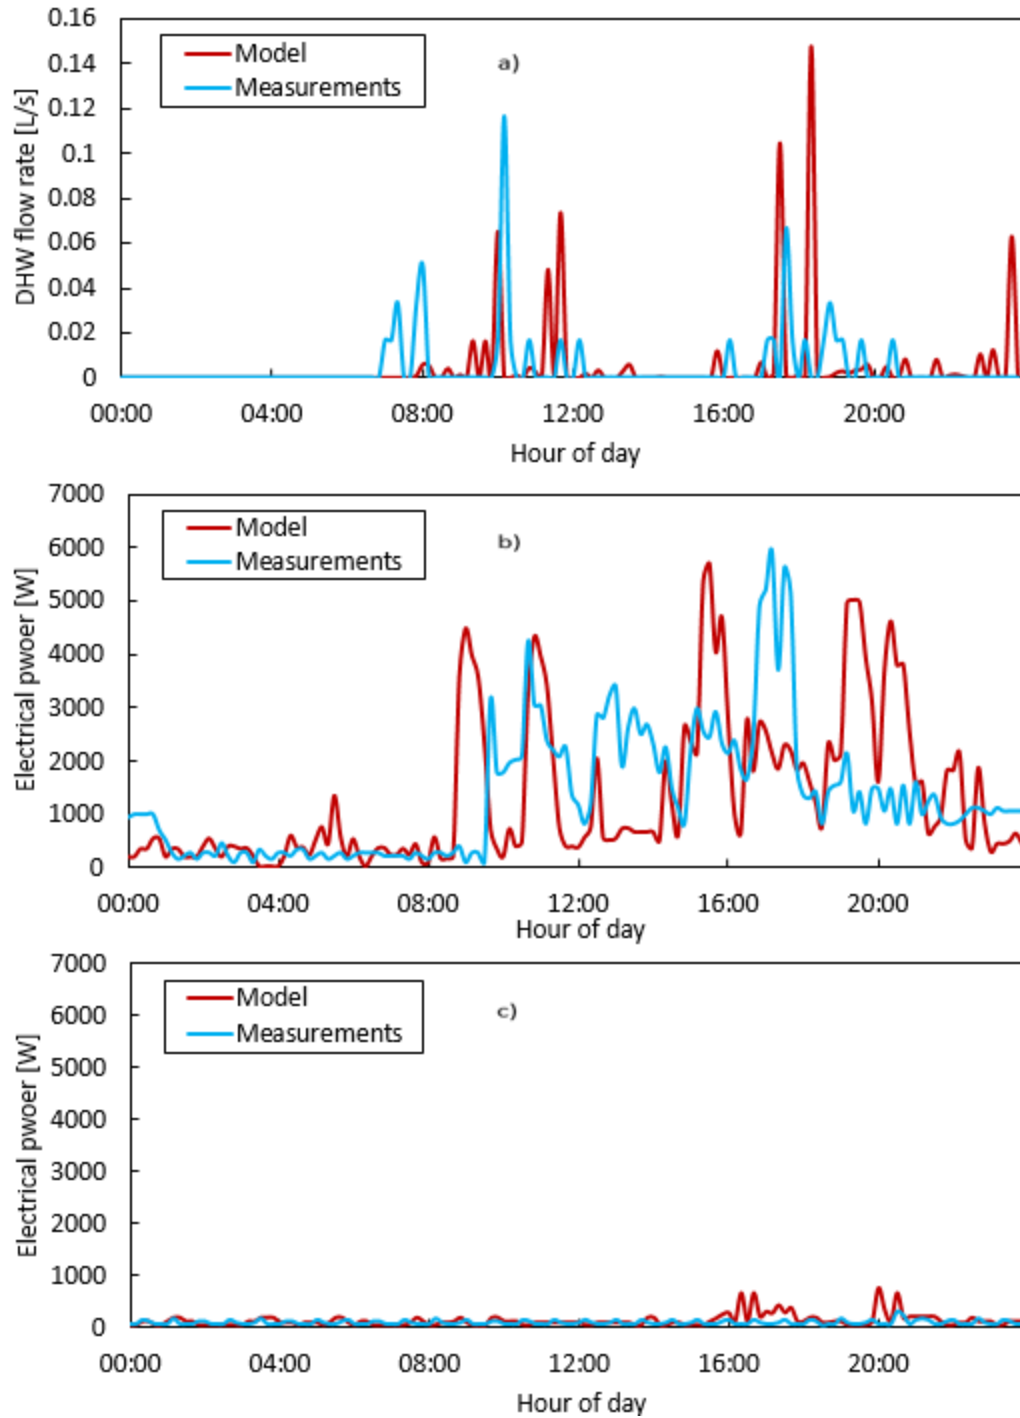 0.16
0.14
0.12
0.1
0.08
0.06
0.04
0.02
0
DHW flow rate [L/s]
Model
Measurements
a)
00:00 04:00 08:00 12:00 16:00 20:00
Hour of day
7000
6000
5000
4000
3000
2000
1000
0
Electrical pwoer [W]
Model
Measurements
b)
00:00 04:00 08:00 12:00 16:00 20:00
Hour of day
7000
6000
5000
4000
3000
2000
1000
0
Electrical pwoer [W]
Model
Measurements
c)
00:00 04:00 08:00 12:00 16:00 20:00
Hour of day